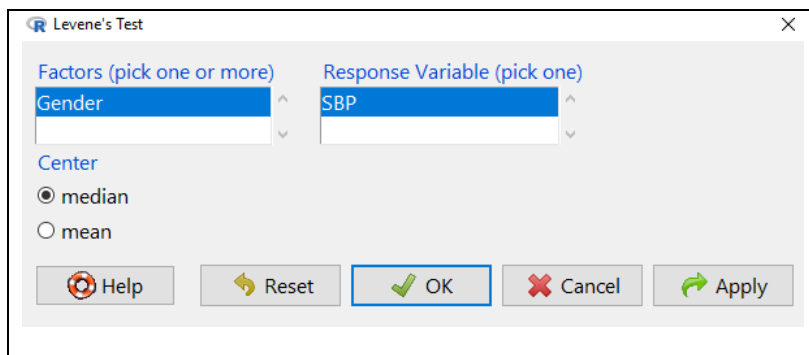 Levene's Test
Factors (pick one or more) Response Variable (pick one)
Gender SBP
Center
median
mean
Help Reset OK Cancel Apply